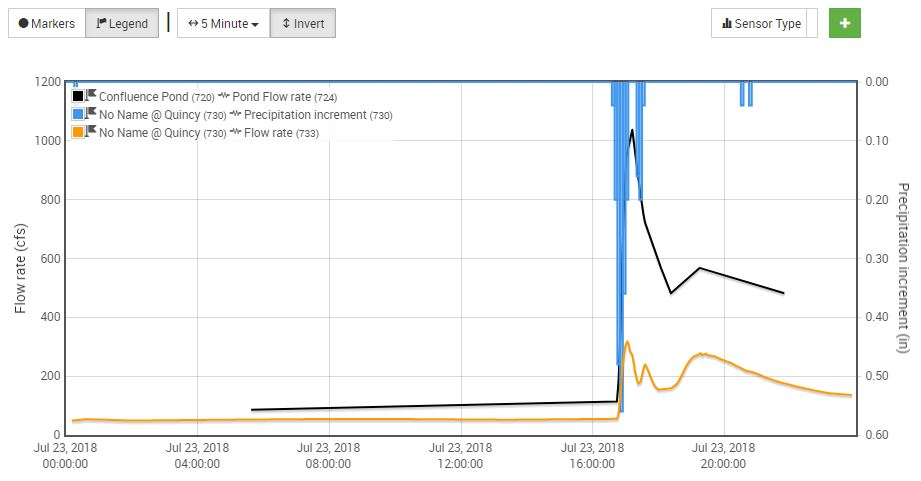 Markers Legend | 5 Minute Invert Sensor Type +
1200 0.00
Confluence Pond (720) Pond Flow rate (724)
No Name @ Quincy (730) Precipitation increment (730)
No Name @ Quincy (730) Flow rate (733)
1000 0.10
800 0.20
600 0.30
400 0.40
200 0.50
0 0.60
Flow rate (cfs)
Precipitation increment (in)
Jul 23, 2018 Jul 23, 2018 Jul 23, 2018 Jul 23, 2018 Jul 23, 2018 Jul 23, 2018
00:00:00 04:00:00 08:00:00 12:00:00 16:00:00 20:00:00